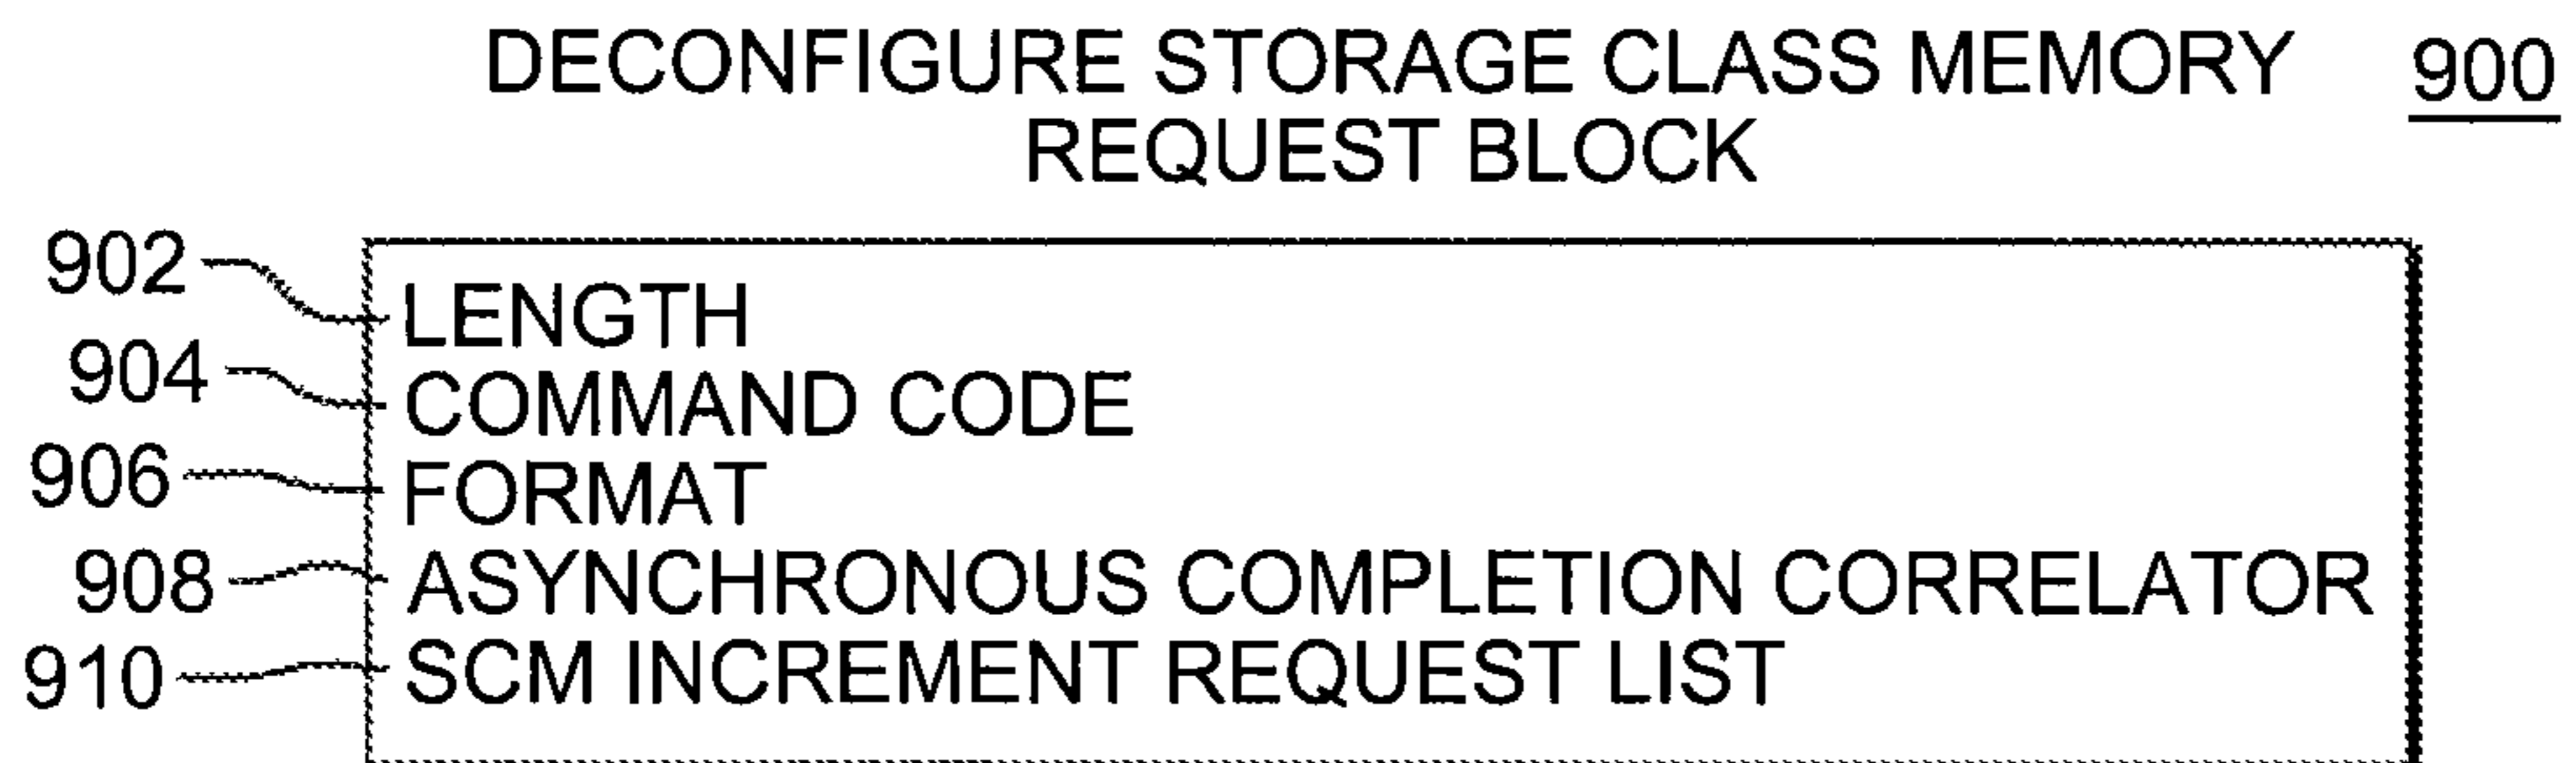 DECONFIGURE STORAGE CLASS MEMORY 900
REQUEST BLOCK
902 LENGTH
904 COMMAND CODE
906 FORMAT
908 ASYNCHRONOUS COMPLETION CORRELATOR
910 SCM INCREMENT REQUEST LIST